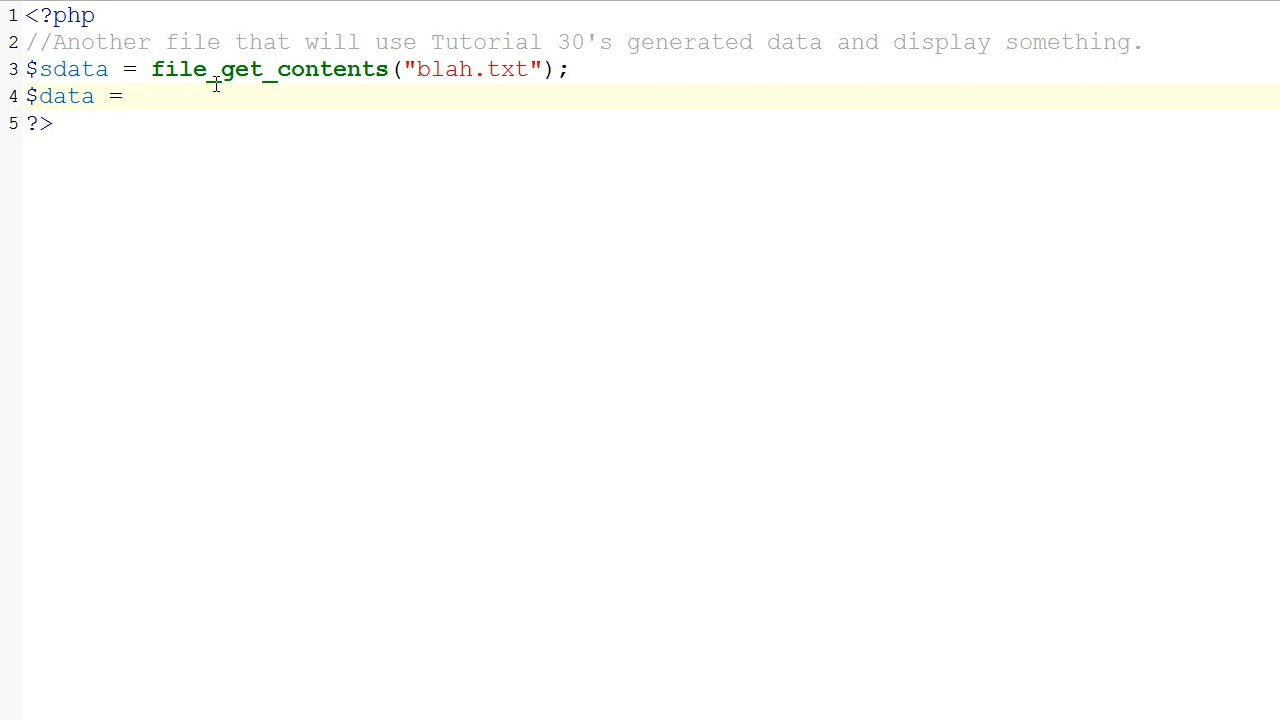 1 <?php
2 //Another file that will use Tutorial 30's generated data and display something.
3 $sdata = file_get_contents("blah.txt");
4 $data =
5 ?>